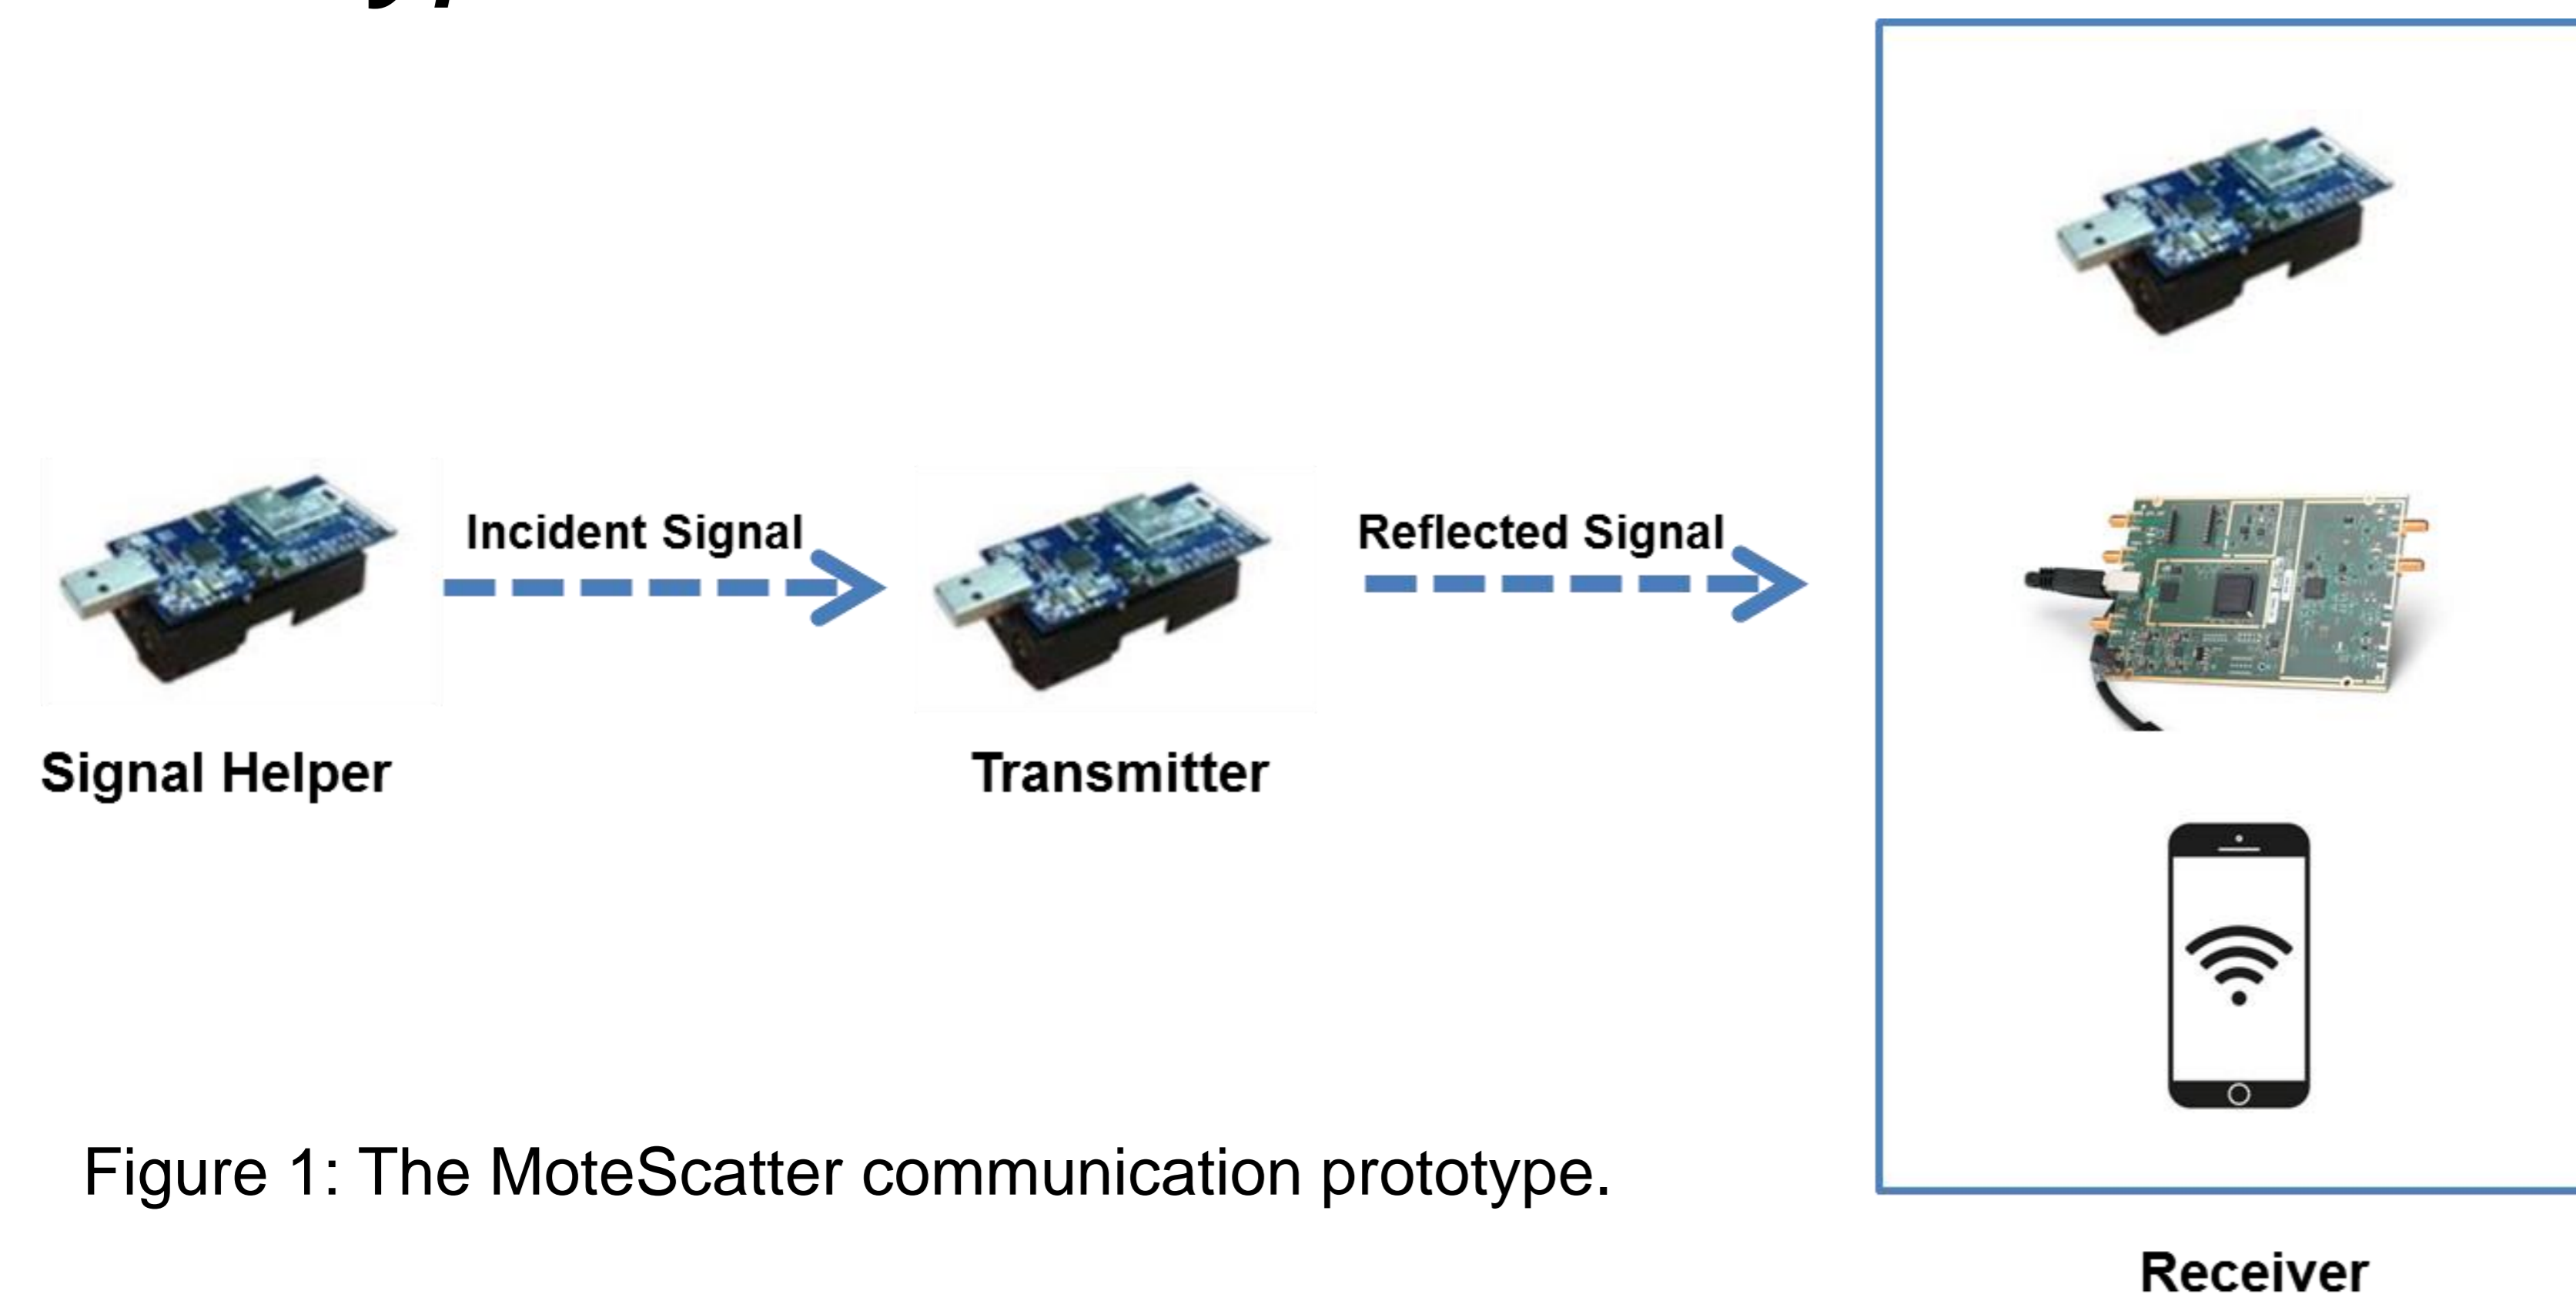 Incident Signal
Reflected Signal
Signal Helper
Transmitter
Figure 1: The MoteScatter communication prototype.
Receiver